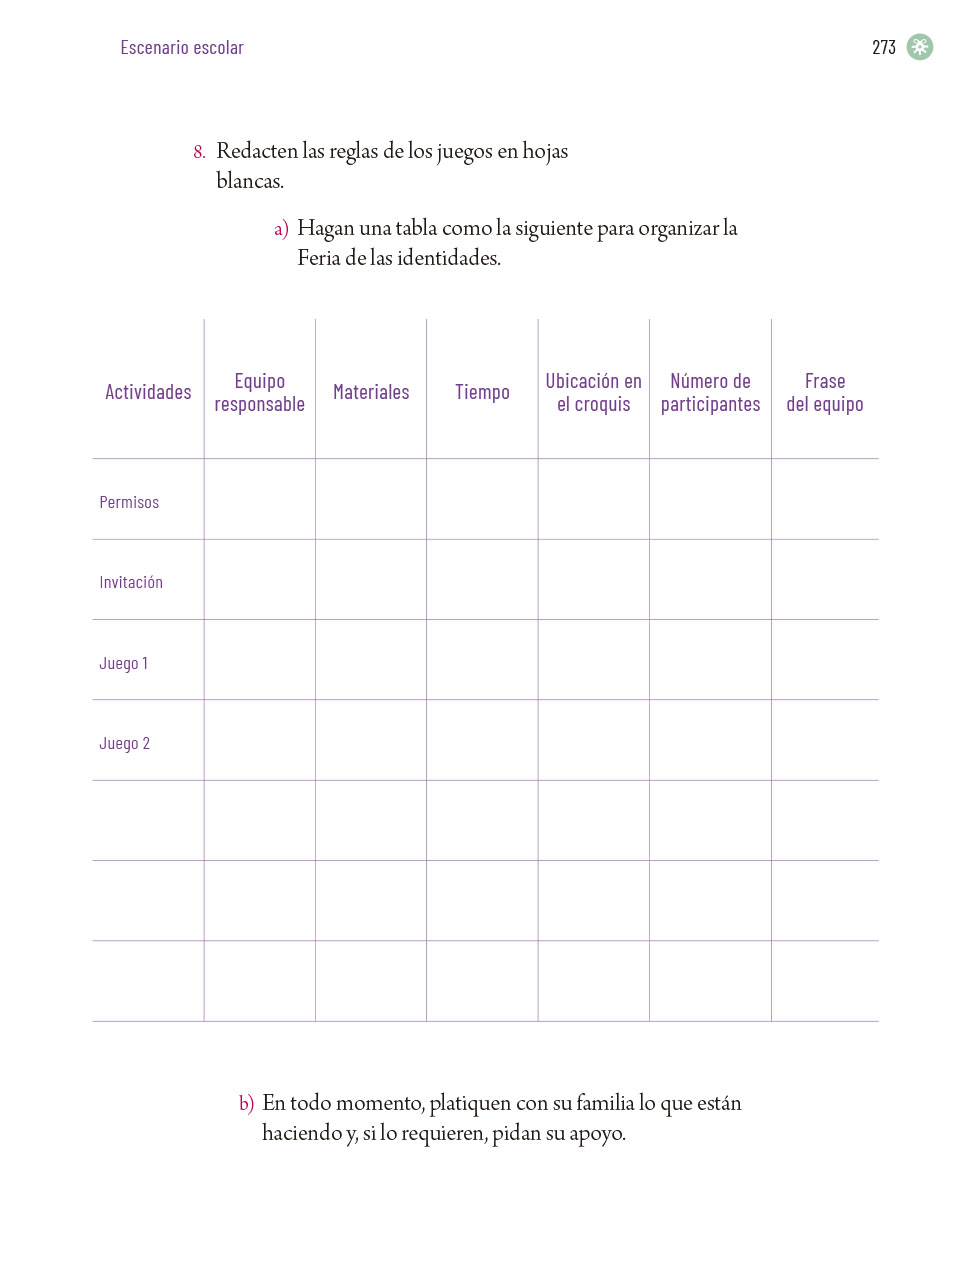 Escenario escolar
273
8. Redacten las reglas de los juegos en hojas
blancas.
a) Hagan una tabla como la siguiente para organizar la
Feria de las identidades.
Actividades
Equipo
responsable
Materiales
Tiempo
Ubicación en
el croquis
Número de
participantes
Frase
del equipo
Permisos
Invitación
Juego 1
Juego 2
b) En todo momento, platiquen con su familia lo que están
haciendo y, si lo requieren, pidan su apoyo.